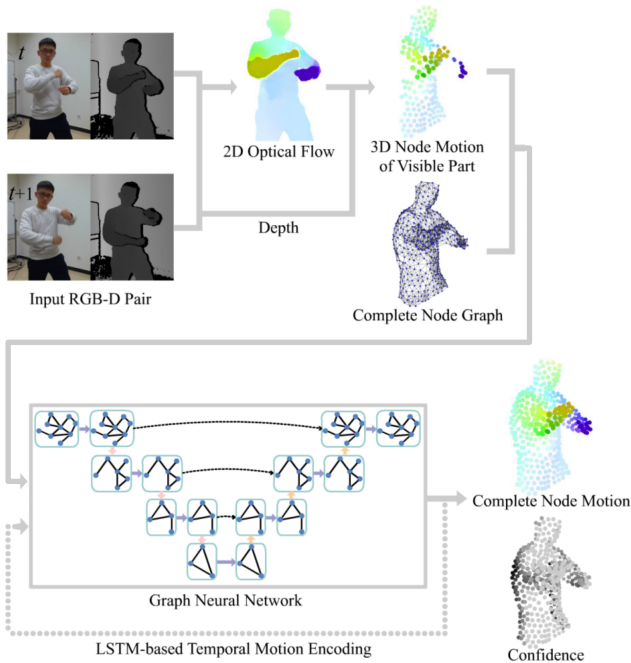 t
2D Optical Flow
3D Node Motion
of Visible Part
t+1
Depth
Input RGB-D Pair
Complete Node Graph
Complete Node Motion
Graph Neural Network
LSTM-based Temporal Motion Encoding
Confidence